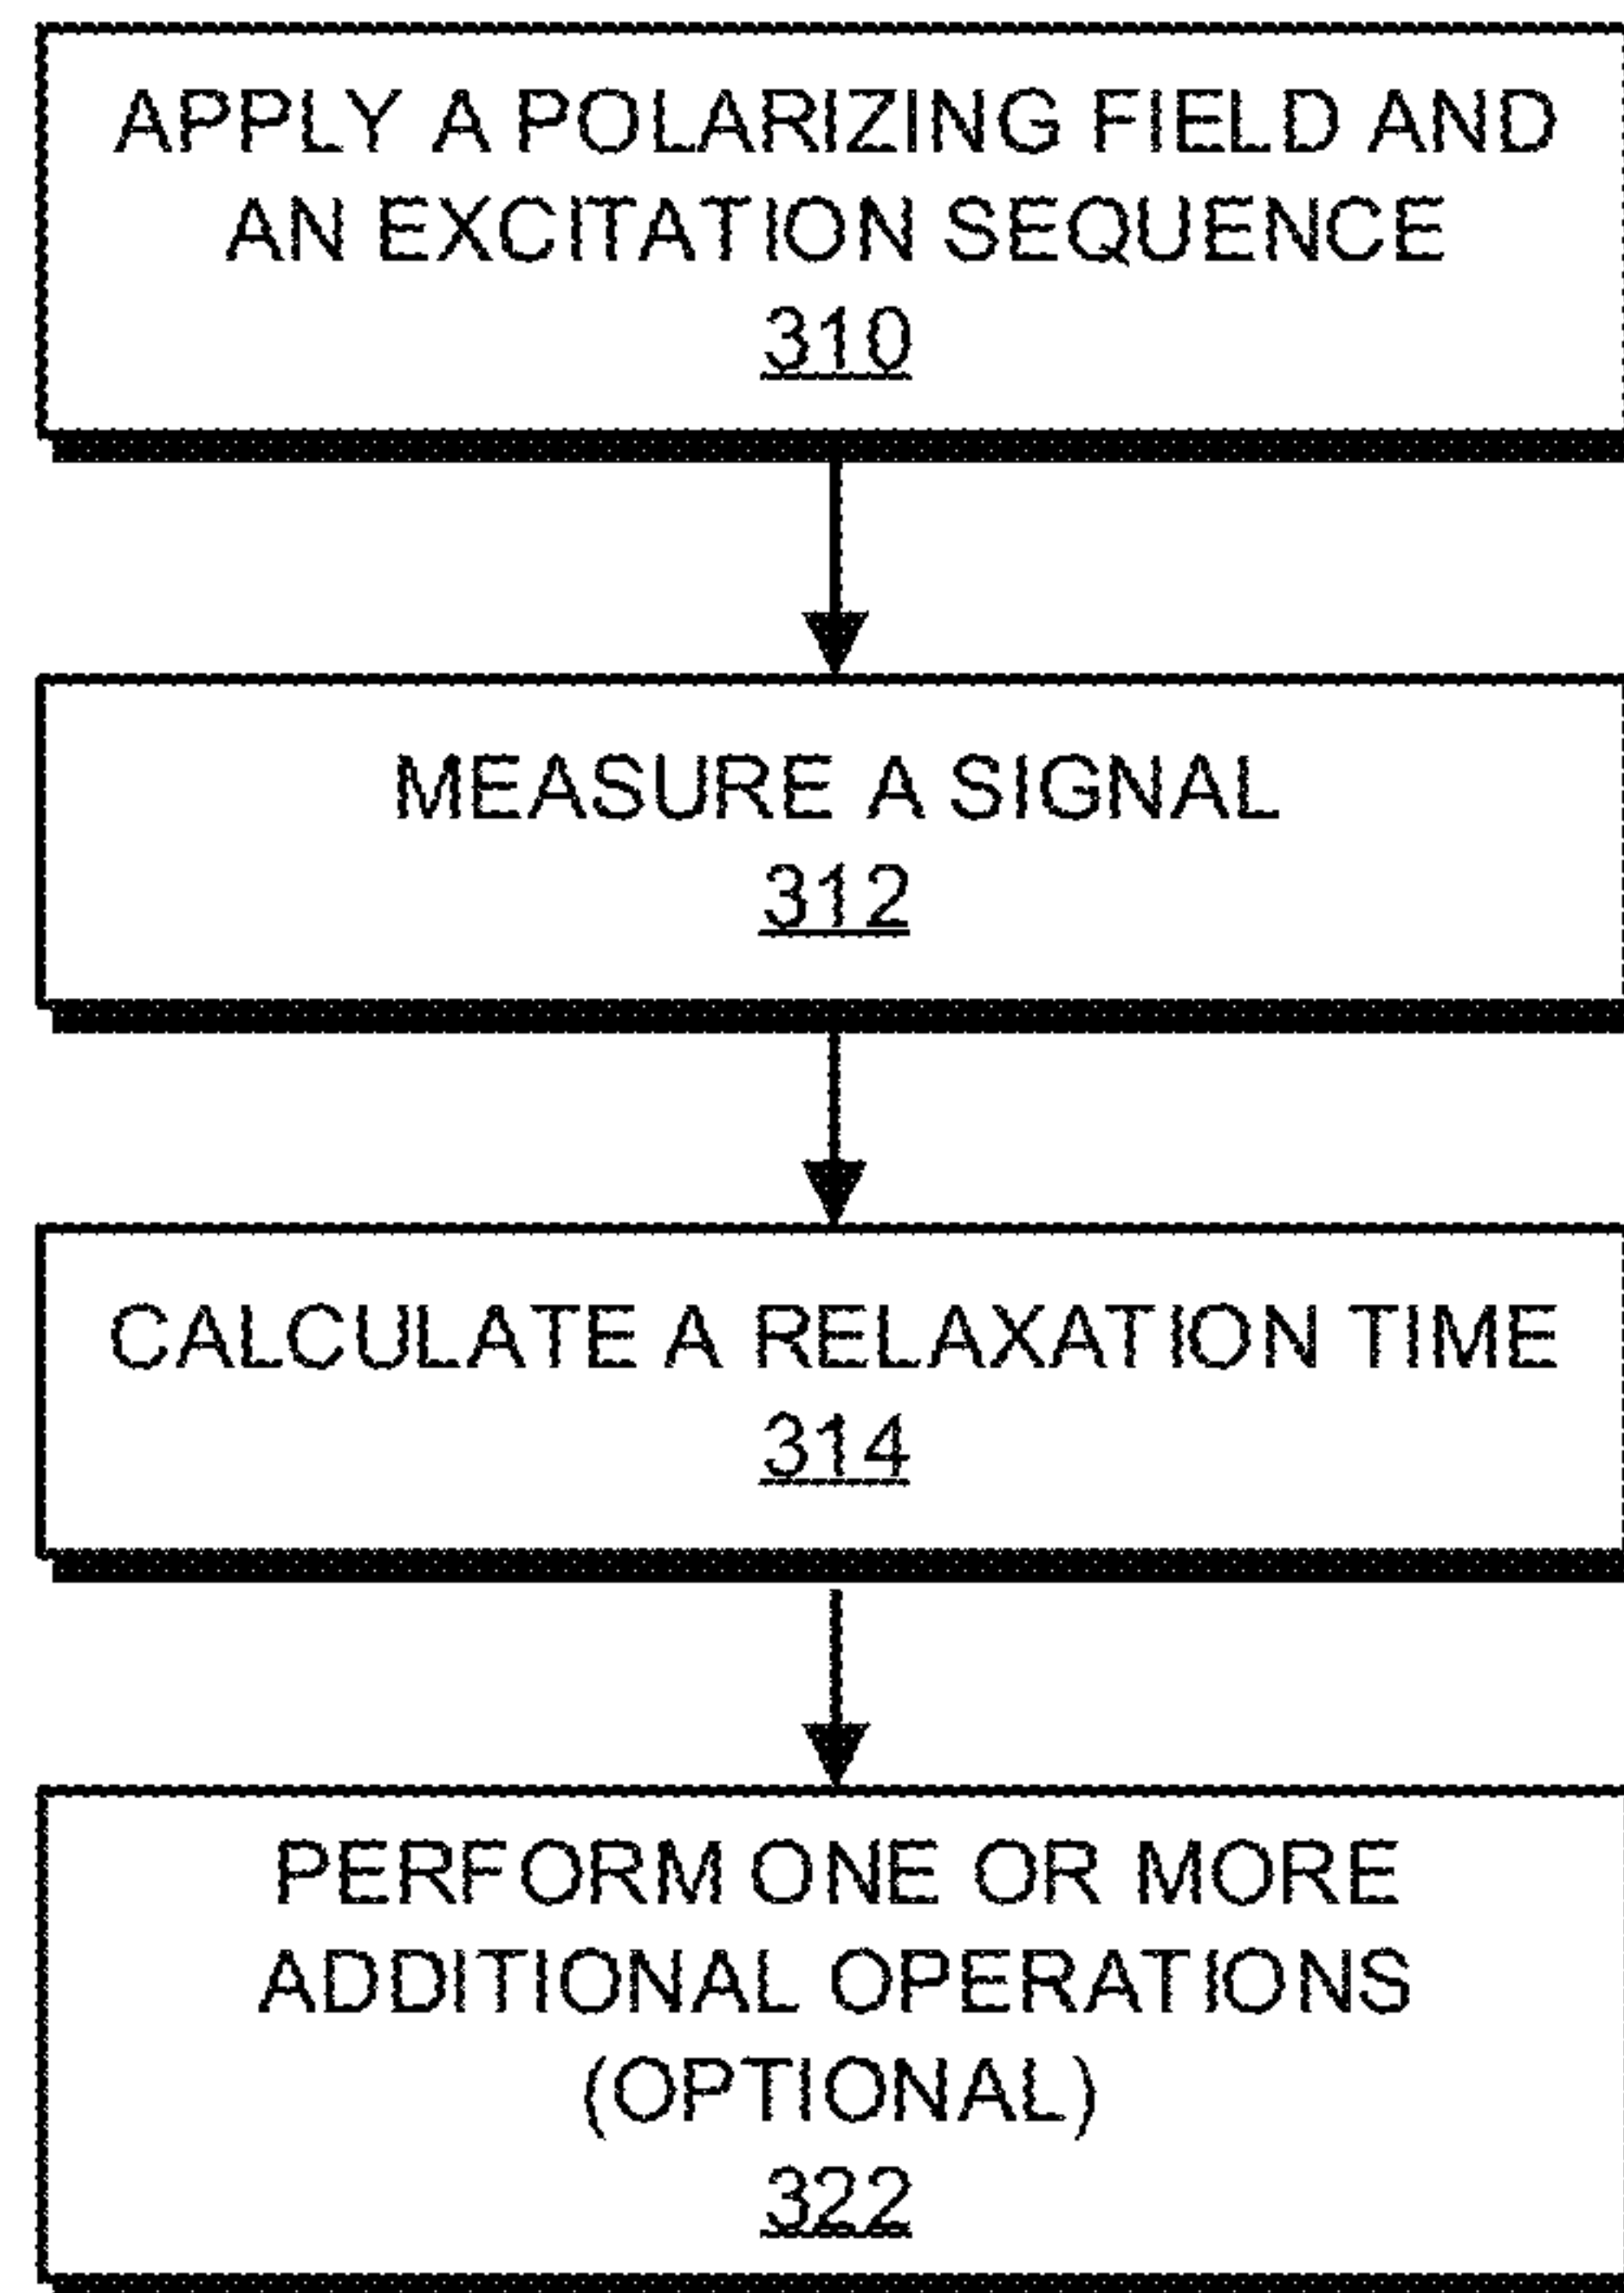 APPLY A POLARIZING FIELD AND
AN EXCITATION SEQUENCE
310
MEASURE A SIGNAL
312
CALCULATE A RELAXATION TIME
314
PERFORM ONE OR MORE
ADDITIONAL OPERATIONS
(OPTIONAL)
322